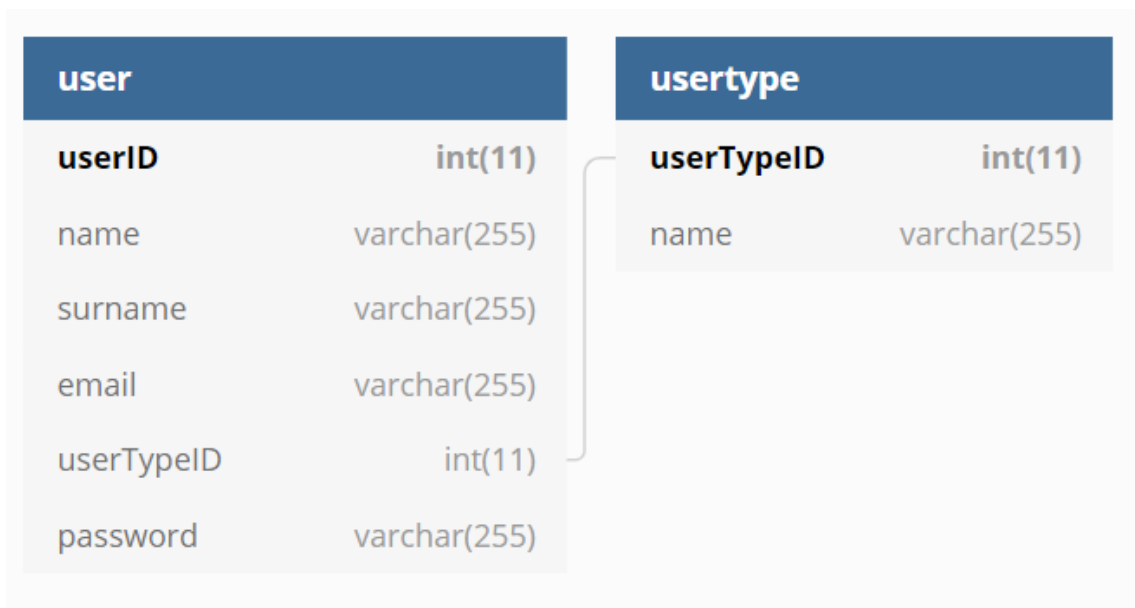 user
userID int(11)
name varchar(255)
surname varchar(255)
email varchar(255)
userTypeID int(11)
password varchar(255)
usertype
userTypeID int(11)
name varchar(255)